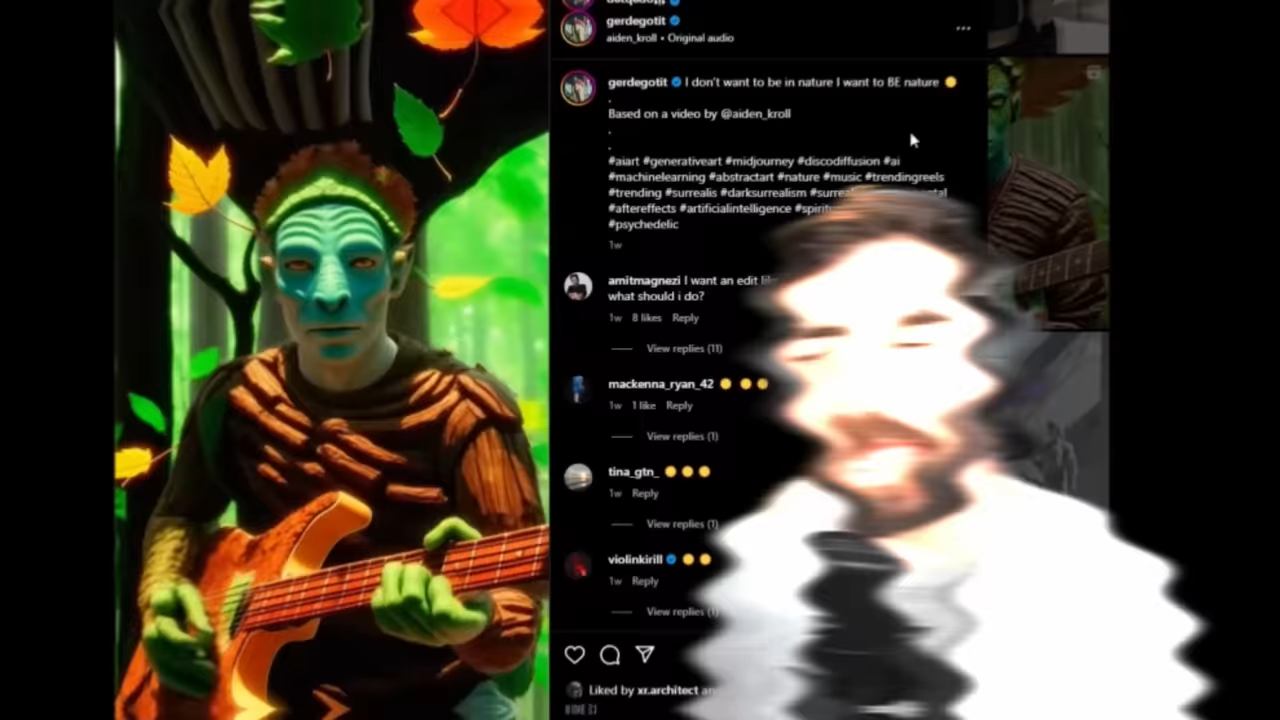 gerdegotit
aiden_kroll • Original audio
gerdegotit I don't want to be in nature I want to BE nature
.
Based on a video by @aiden_kroll
.
.
#aiart #generativeart #midjourney #discodiffusion #ai
#machinelearning #abstractart #nature #music #trendingreels
#trending #surrealis #darksurrealism
#aftereffects #artificialintelligence
#psychedelic
1w
amitmagnezi I want an edit
what should i do?
1w 8 likes Reply
View replies (11)
mackenna_ryan_42
1w 1 like Reply
View replies (1)
tina_gtn_
1w Reply
View replies (1)
violinkirill
1w Reply
View replies (1)
Liked by xr.architect